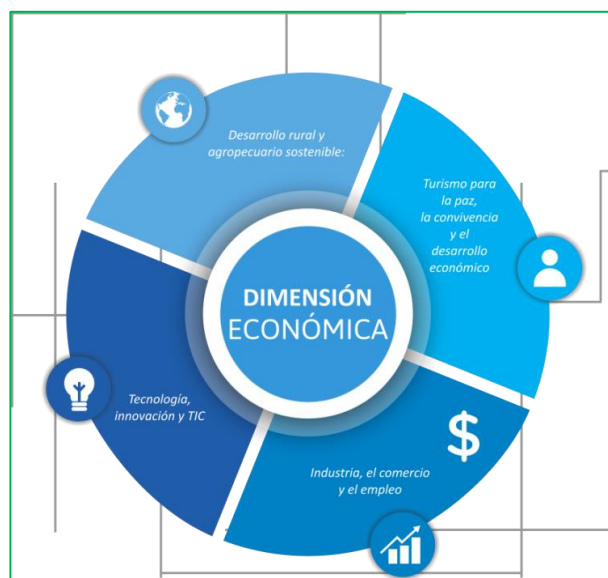 Desarrollo rural y
agropecuario sostenible:
Turismo para
la paz,
la convivencia
y el
desarrollo
económico
DIMENSIÓN
ECONÓMICA
Tecnología,
innovación y TIC
$
Industria, el comercio
y el empleo